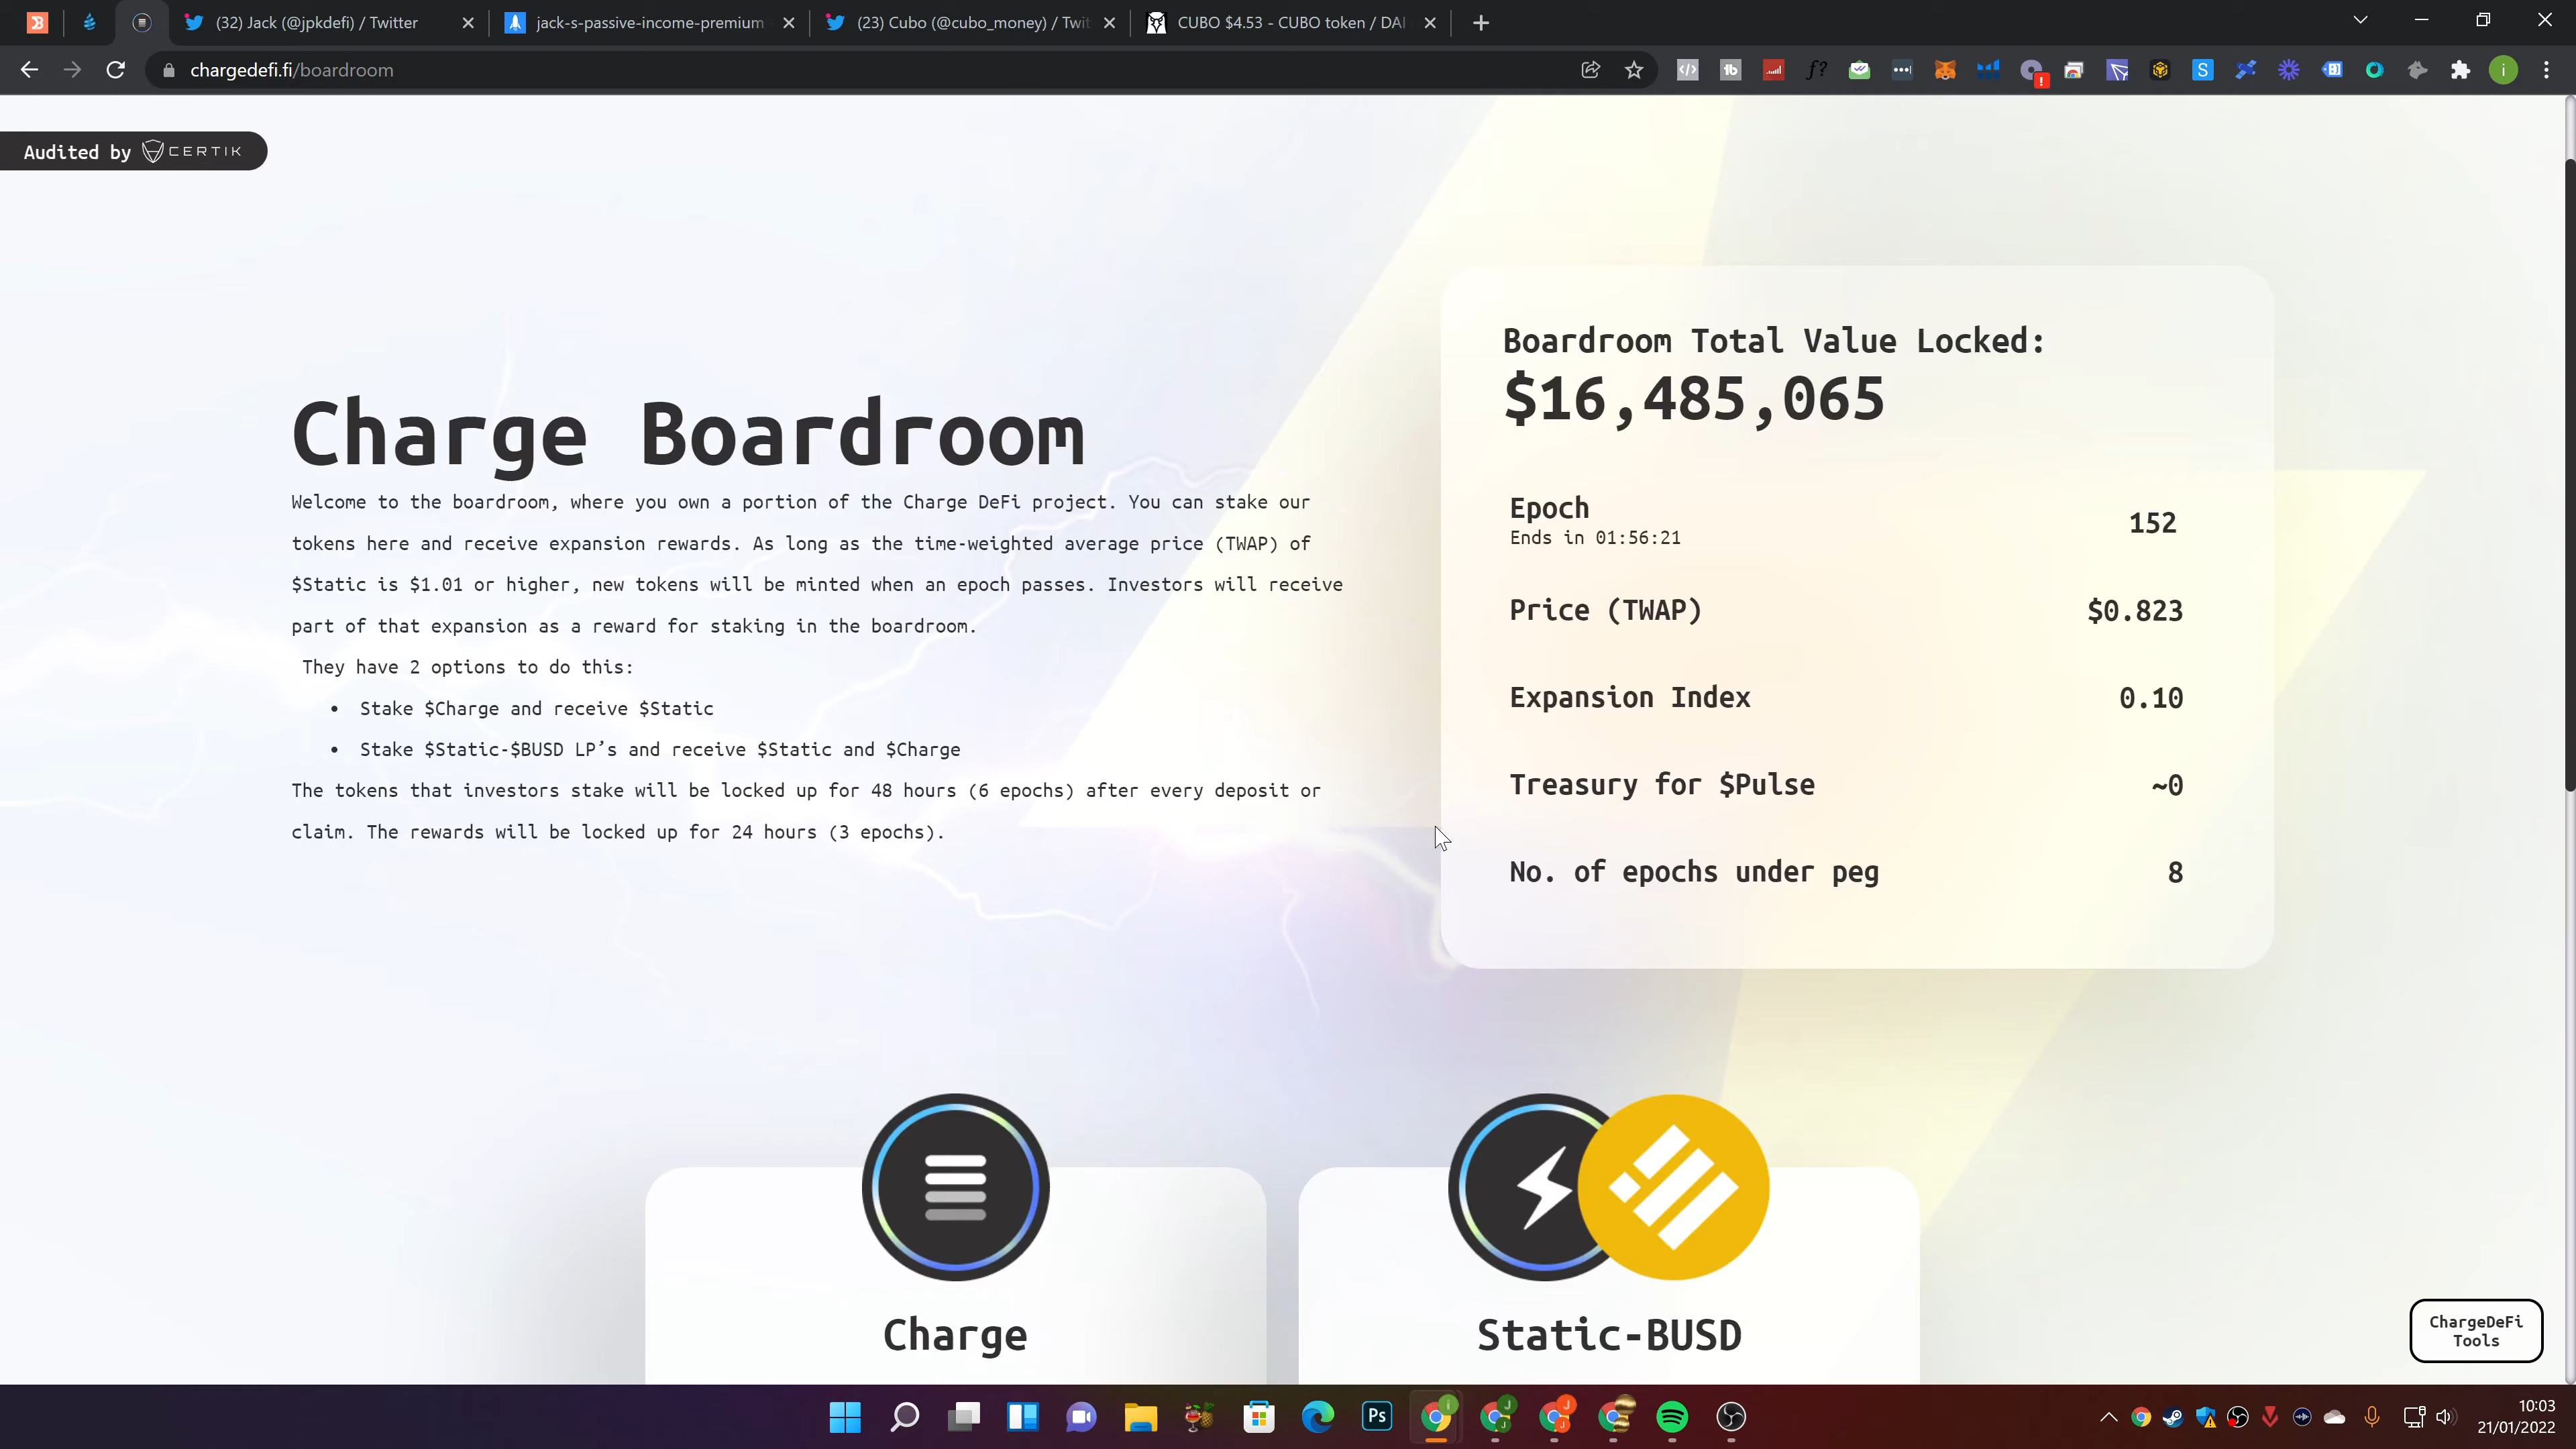 (32) Jack (@jpkdefi) / Twitter
jack-s-passive-income-premium
(23) Cubo (@cubo_money) / Twit
CUBO $4.53 - CUBO token / DAI
chargedefi.fi/boardroom
Audited by CERTIK
Charge Boardroom
Welcome to the boardroom, where you own a portion of the Charge DeFi project. You can stake our
tokens here and receive expansion rewards. As long as the time-weighted average price (TWAP) of
$Static is $1.01 or higher, new tokens will be minted when an epoch passes. Investors will receive
part of that expansion as a reward for staking in the boardroom.
They have 2 options to do this:
• Stake $Charge and receive $Static
• Stake $Static-$BUSD LP’s and receive $Static and $Charge
The tokens that investors stake will be locked up for 48 hours (6 epochs) after every deposit or
claim. The rewards will be locked up for 24 hours (3 epochs).
Boardroom Total Value Locked:
$16,485,065
Epoch 152
Ends in 01:56:21
Price (TWAP) $0.823
Expansion Index 0.10
Treasury for $Pulse ~0
No. of epochs under peg 8
Charge
Static-BUSD
ChargeDeFi
Tools
Ps
10:03
21/01/2022